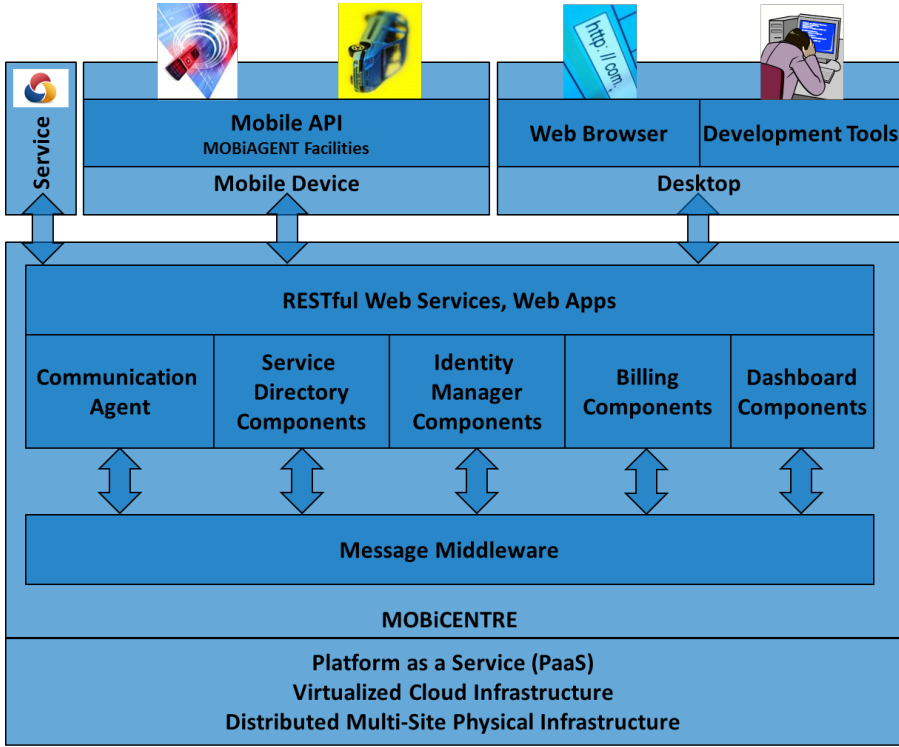 http: // com.
Service
Mobile API
MOBiAGENT Facilities
Mobile Device
Web Browser
Development Tools
Desktop
RESTful Web Services, Web Apps
Communication
Agent
Service
Directory
Components
Identity
Manager
Components
Billing
Components
Dashboard
Components
Message Middleware
MOBiCENTRE
Platform as a Service (PaaS)
Virtualized Cloud Infrastructure
Distributed Multi-Site Physical Infrastructure